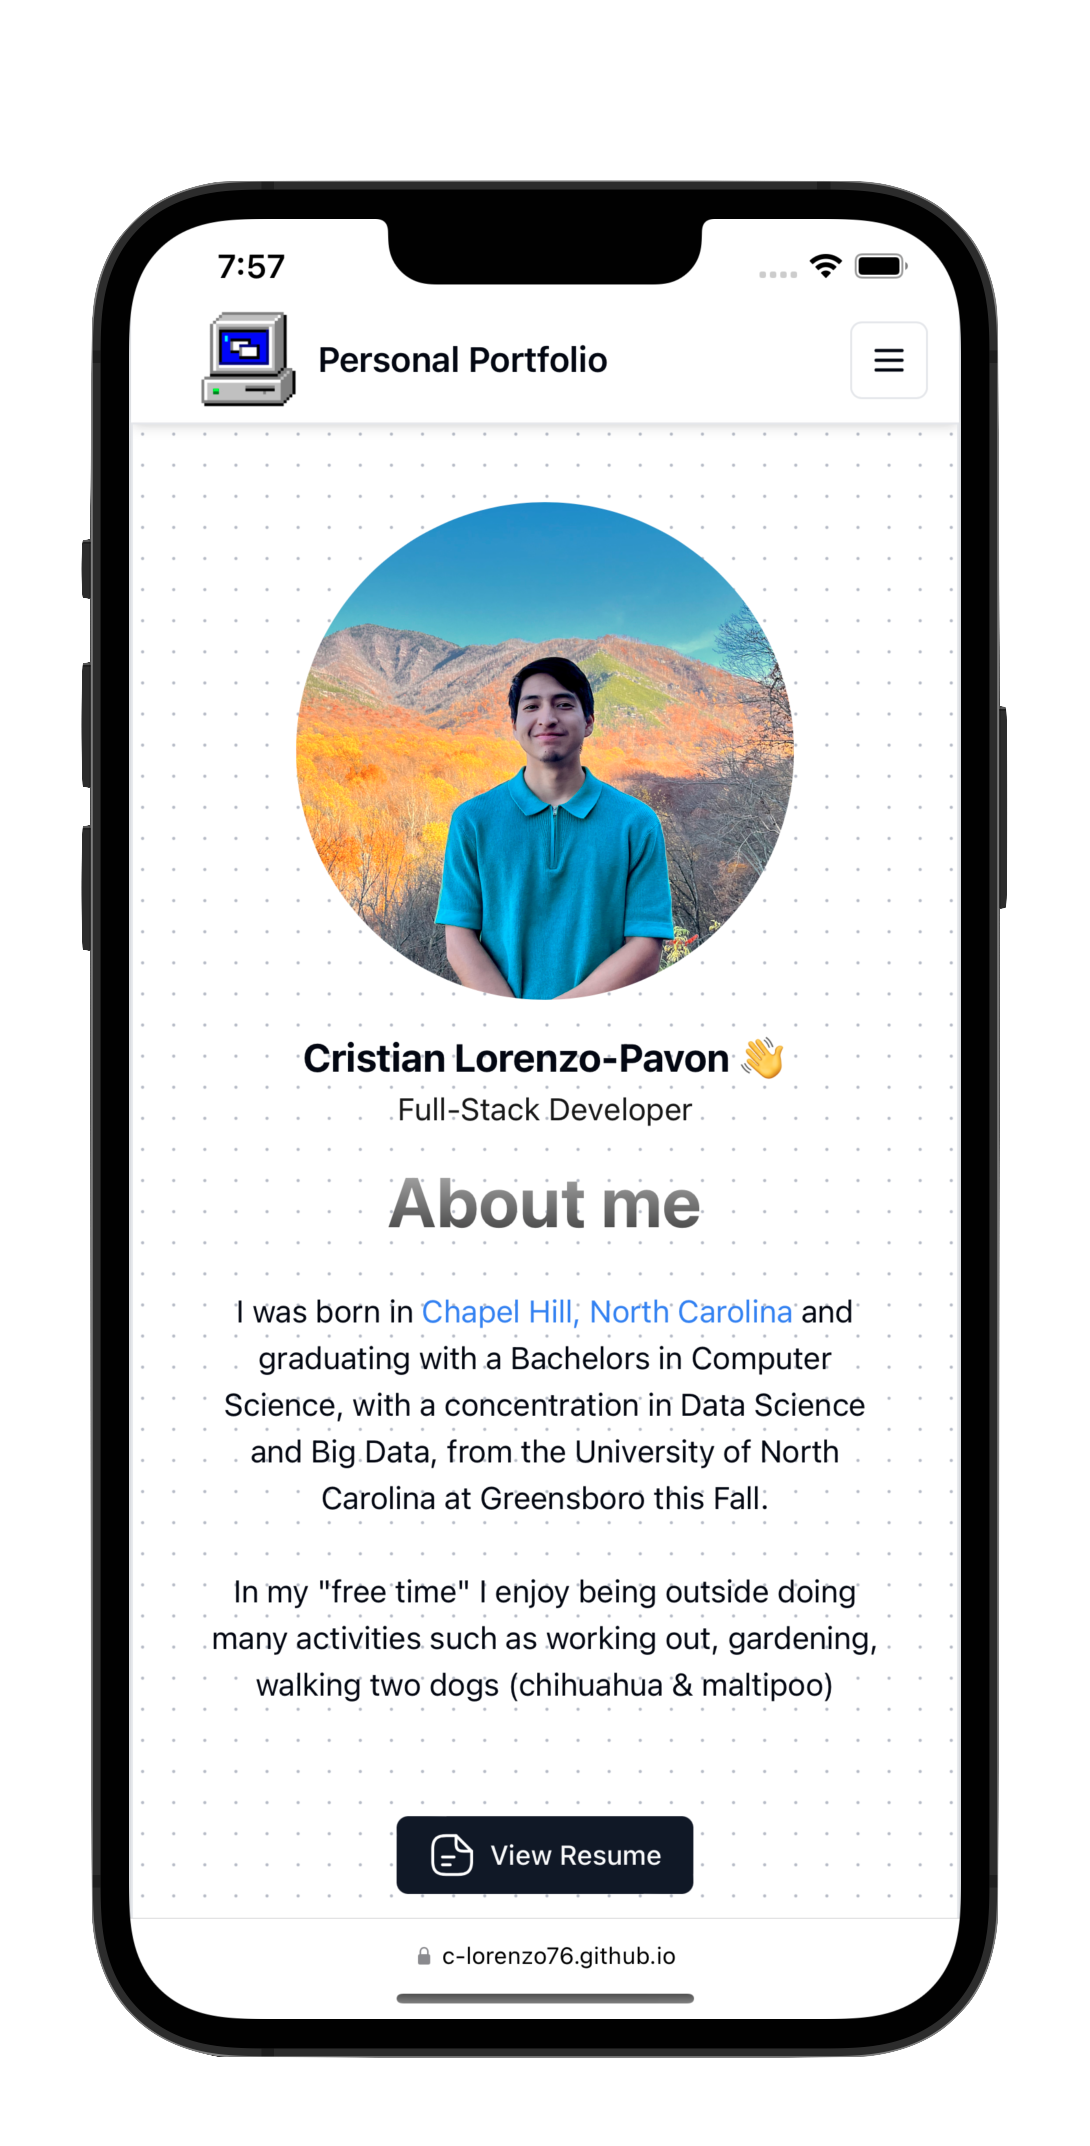 7:57
Personal Portfolio
Cristian Lorenzo-Pavon 👋
Full-Stack Developer
About me
I was born in Chapel Hill, North Carolina and
graduating with a Bachelors in Computer
Science, with a concentration in Data Science
and Big Data, from the University of North
Carolina at Greensboro this Fall.
In my "free time" I enjoy being outside doing
many activities such as working out, gardening,
walking two dogs (chihuahua & maltipoo)
View Resume
c-lorenzo76.github.io